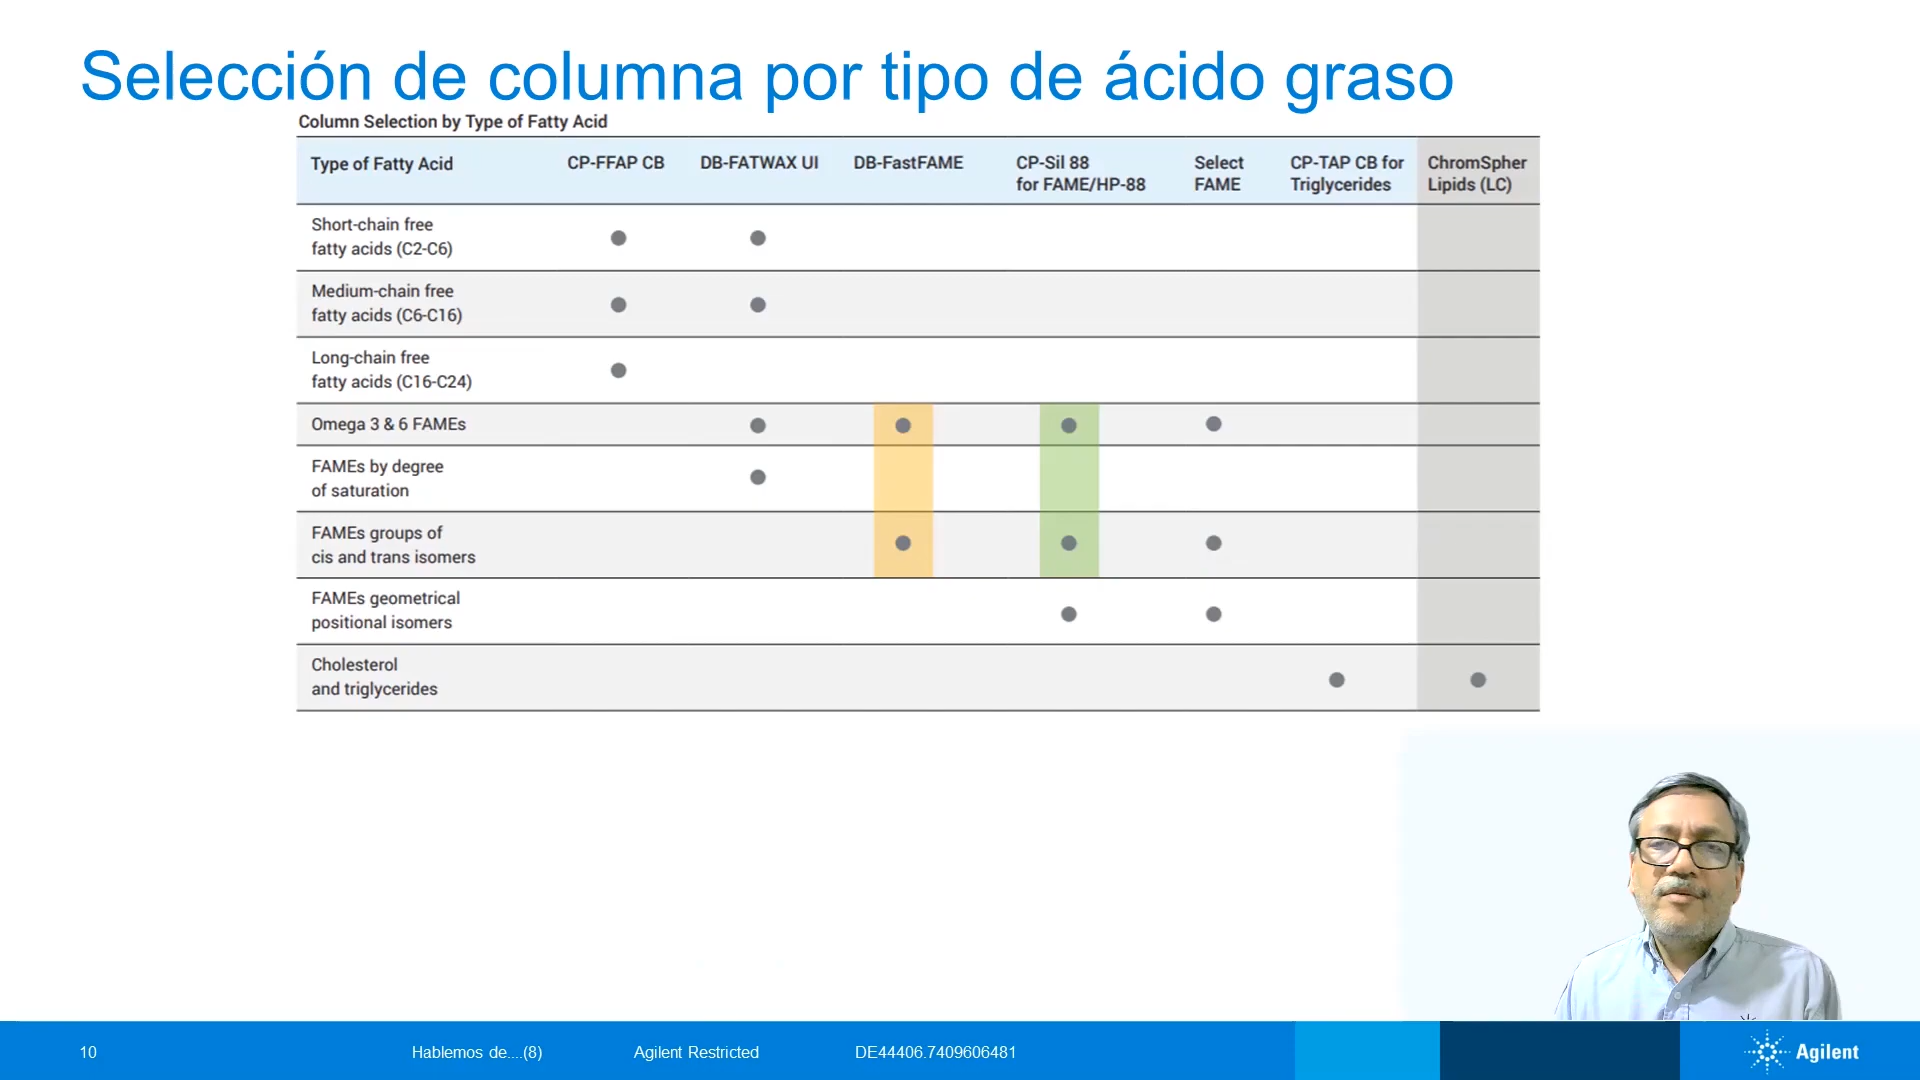 Selección de columna por tipo de ácido graso
Column Selection by Type of Fatty Acid
Type of Fatty Acid
CP-FFAP CB
DB-FATWAX UI
DB-FastFAME
CP-Sil 88
for FAME/HP-88
Select
FAME
CP-TAP CB for
Triglycerides
ChromSpher
Lipids (LC)
Short-chain free
fatty acids (C2-C6)
Medium-chain free
fatty acids (C6-C16)
Long-chain free
fatty acids (C16-C24)
Omega 3 & 6 FAMEs
FAMEs by degree
of saturation
FAMEs groups of
cis and trans isomers
FAMEs geometrical
positional isomers
Cholesterol
and triglycerides
10
Hablemos de....(8)
Agilent Restricted
DE44406.7409606481
Agilent